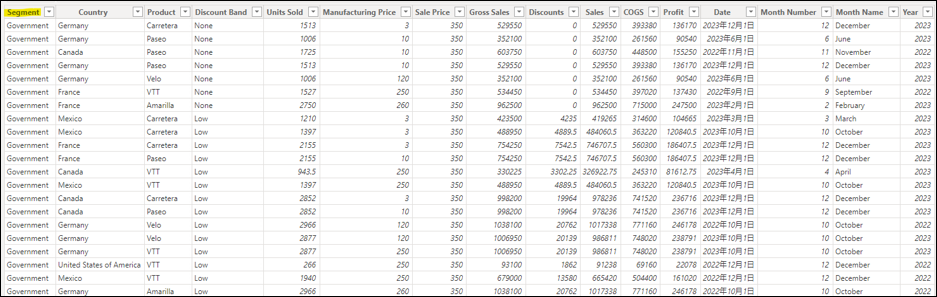 Segment Country Product Discount Band Units Sold Manufacturing Price Sale Price Gross Sales Discounts Sales COGS Profit Date Month Number Month Name Year
Government Germany Carretera None 1513 3 350 529550 0 529550 393380 136170 2023年12月1日 12 December 2023
Government Germany Paseo None 1006 10 350 352100 0 352100 261560 90540 2023年6月1日 6 June 2023
Government Canada Paseo None 1725 10 350 603750 0 603750 448500 155250 2022年11月1日 11 November 2022
Government Germany Paseo None 1513 10 350 529550 0 529550 393380 136170 2023年12月1日 12 December 2023
Government Germany Velo None 1006 120 350 352100 0 352100 261560 90540 2023年6月1日 6 June 2023
Government France VTT None 1527 250 350 534450 0 534450 397020 137430 2022年9月1日 9 September 2022
Government France Amarilla None 2750 260 350 962500 0 962500 715000 247500 2023年2月1日 2 February 2023
Government Mexico Carretera Low 1210 3 350 423500 4235 419265 314600 104665 2023年3月1日 3 March 2023
Government Mexico Carretera Low 1397 3 350 488950 4889.5 484060.5 363220 120840.5 2023年10月1日 10 October 2023
Government France Carretera Low 2155 3 350 754250 7542.5 746707.5 560300 186407.5 2023年12月1日 12 December 2023
Government France Paseo Low 2155 10 350 754250 7542.5 746707.5 560300 186407.5 2023年12月1日 12 December 2023
Government Canada VTT Low 943.5 250 350 330225 3302.25 326922.75 245310 81612.75 2023年4月1日 4 April 2023
Government Mexico VTT Low 1397 250 350 488950 4889.5 484060.5 363220 120840.5 2023年10月1日 10 October 2023
Government Canada Carretera Low 2852 3 350 998200 19964 978236 741520 236716 2023年12月1日 12 December 2023
Government Canada Paseo Low 2852 10 350 998200 19964 978236 741520 236716 2023年12月1日 12 December 2023
Government Germany Velo Low 2966 120 350 1038100 20762 1017338 771160 246178 2022年10月1日 10 October 2022
Government Germany Velo Low 2877 120 350 1006950 20139 986811 748020 238791 2023年10月1日 10 October 2023
Government Germany VTT Low 2877 250 350 1006950 20139 986811 748020 238791 2023年10月1日 10 October 2023
Government United States of America VTT Low 266 250 350 93100 1862 91238 69160 22078 2022年12月1日 12 December 2022
Government Mexico VTT Low 1940 250 350 679000 13580 665420 504400 161020 2022年12月1日 12 December 2022
Government Germany Amarilla Low 2966 260 350 1038100 20762 1017338 771160 246178 2022年10月1日 10 October 2022